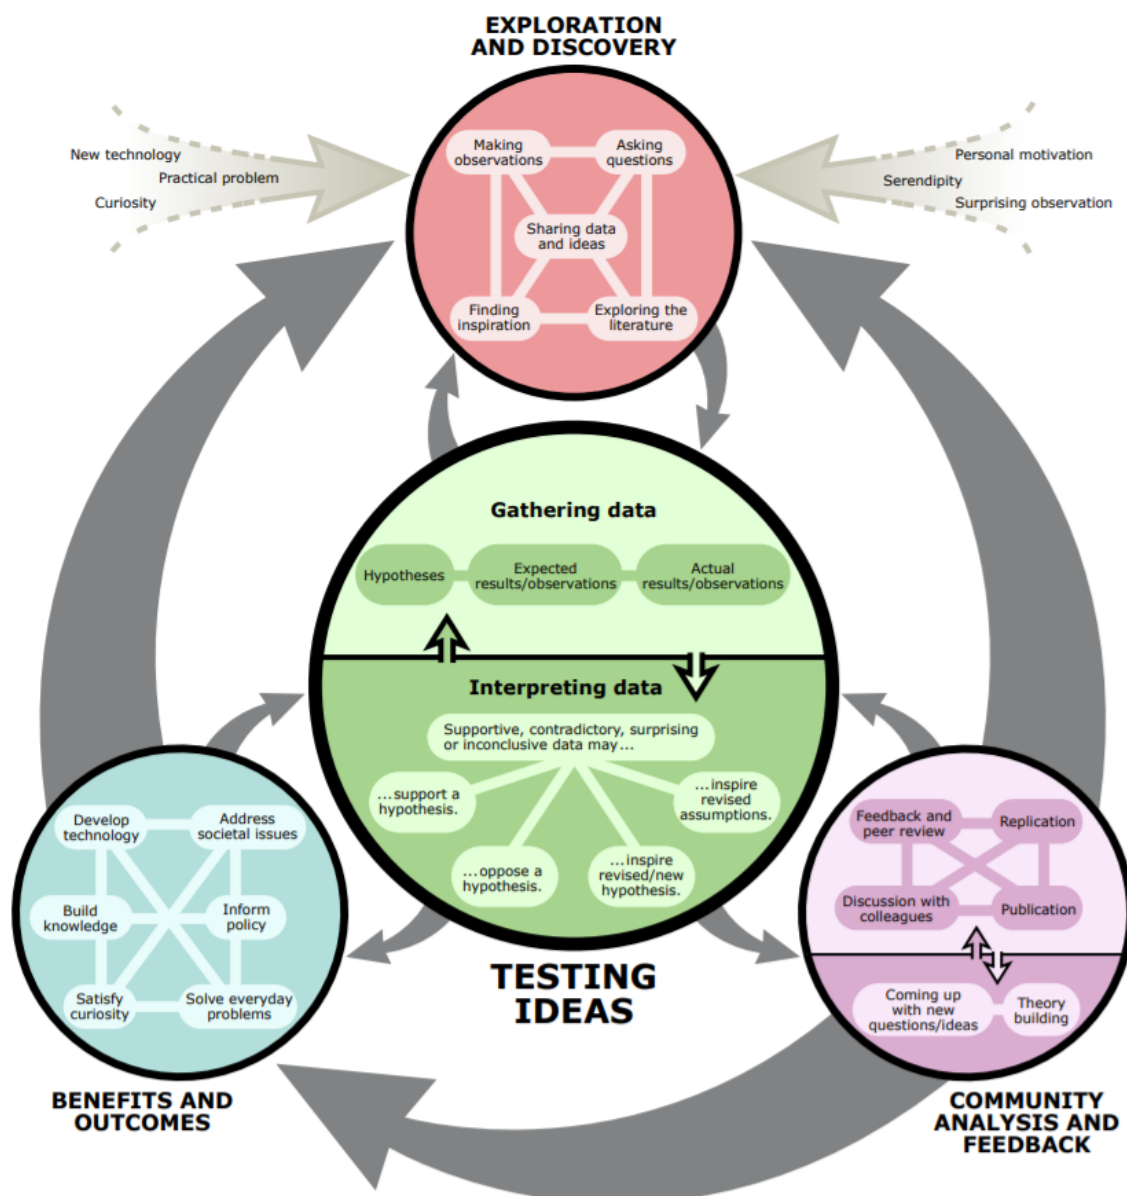 EXPLORATION
AND DISCOVERY
New technology
Practical problem
Curiosity
Personal motivation
Serendipity
Surprising observation
Making
observations
Asking
questions
Sharing data
and ideas
Finding
inspiration
Exploring the
literature
Gathering data
Hypotheses
Expected
results/observations
Actual
results/observations
Interpreting data
Supportive, contradictory, surprising
or inconclusive data may...
...support a
hypothesis.
...oppose a
hypothesis.
...inspire
revised/new
hypothesis.
...inspire
revised
assumptions.
TESTING
IDEAS
Develop
technology
Address
societal issues
Build
knowledge
Inform
policy
Satisfy
curiosity
Solve everyday
problems
BENEFITS AND
OUTCOMES
Feedback and
peer review
Replication
Discussion with
colleagues
Publication
Coming up
with new
questions/ideas
Theory
building
COMMUNITY
ANALYSIS AND
FEEDBACK